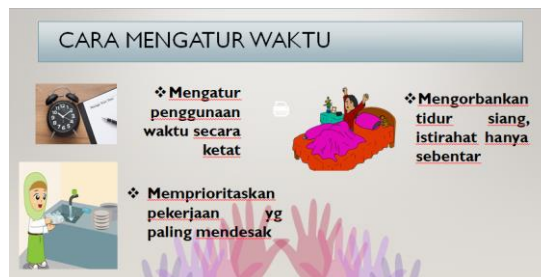 CARA MENGATUR WAKTU
❖Mengatur
penggunaan
waktu secara
ketat
❖Mengorbankan
tidur siang,
istirahat hanya
sebentar
❖ Memprioritaskan
pekerjaan yg
paling mendesak